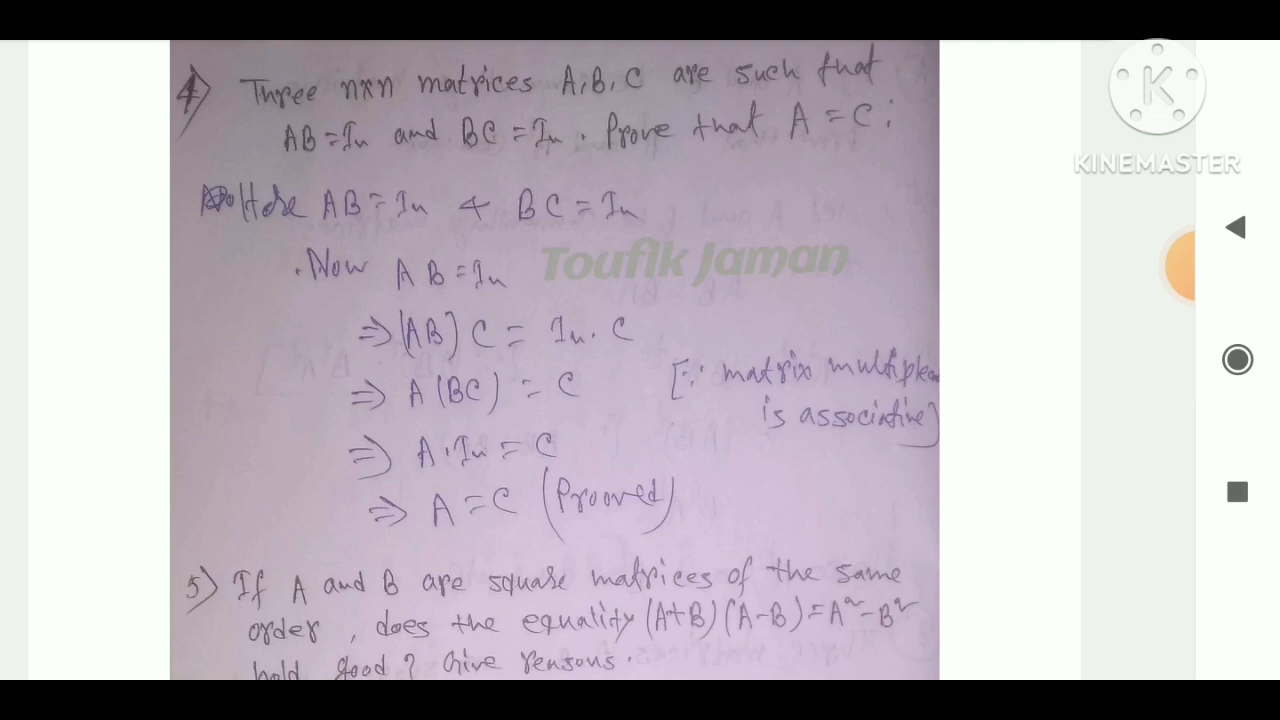 4) Three n×n matrices A, B, C are such that
AB = In and BC = In. Prove that A = C:
Here AB = In & BC = In
Toufik Jaman
Now AB = In
⇒ (AB) C = In. C
⇒ A (BC) = C [∵ matrix
is associative]
⇒ A. In = C
⇒ A = C (Prooved)
5) If A and B are square matrices of the same
order, does the equality (A+B) (A-B) = A² - B²
hold good? Give reasons.
KINEMASTER